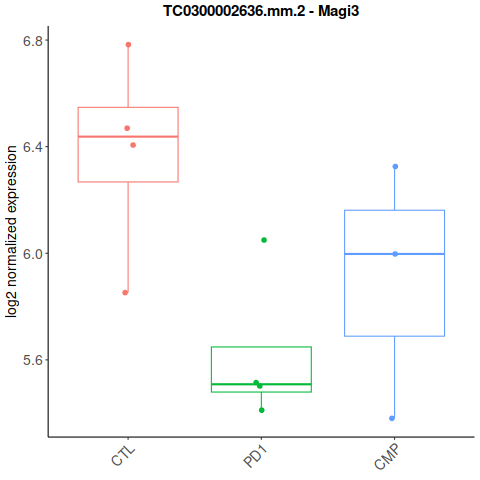 TC0300002636.mm.2 - Magi3
log2 normalized expression
6.8
6.4
6.0
5.6
CTL
PD1
CMP